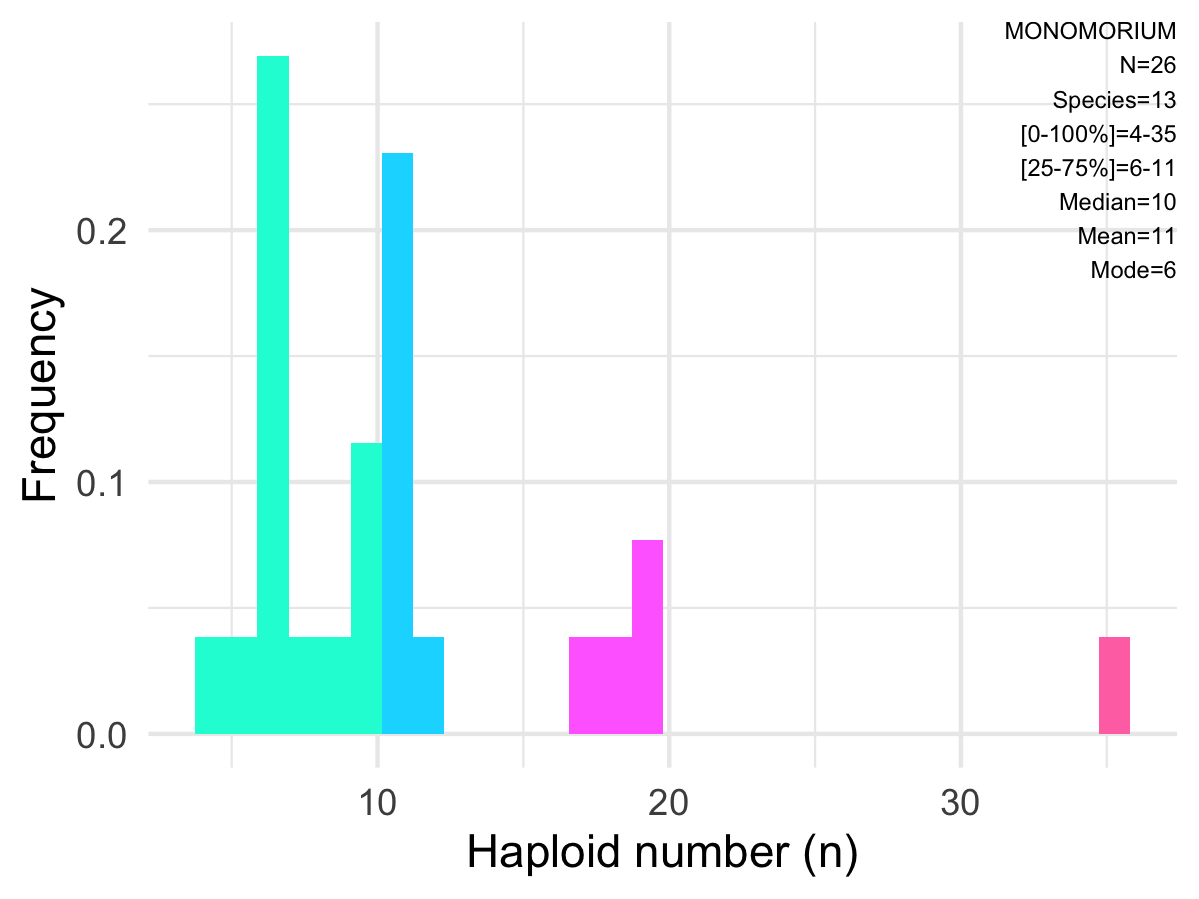 MONOMORIUM
N=26
Species=13
[0-100%]=4-35
[25-75%]=6-11
Median=10
Mean=11
Mode=6
Frequency
0.2
0.1
0.0
10 20 30
Haploid number (n)